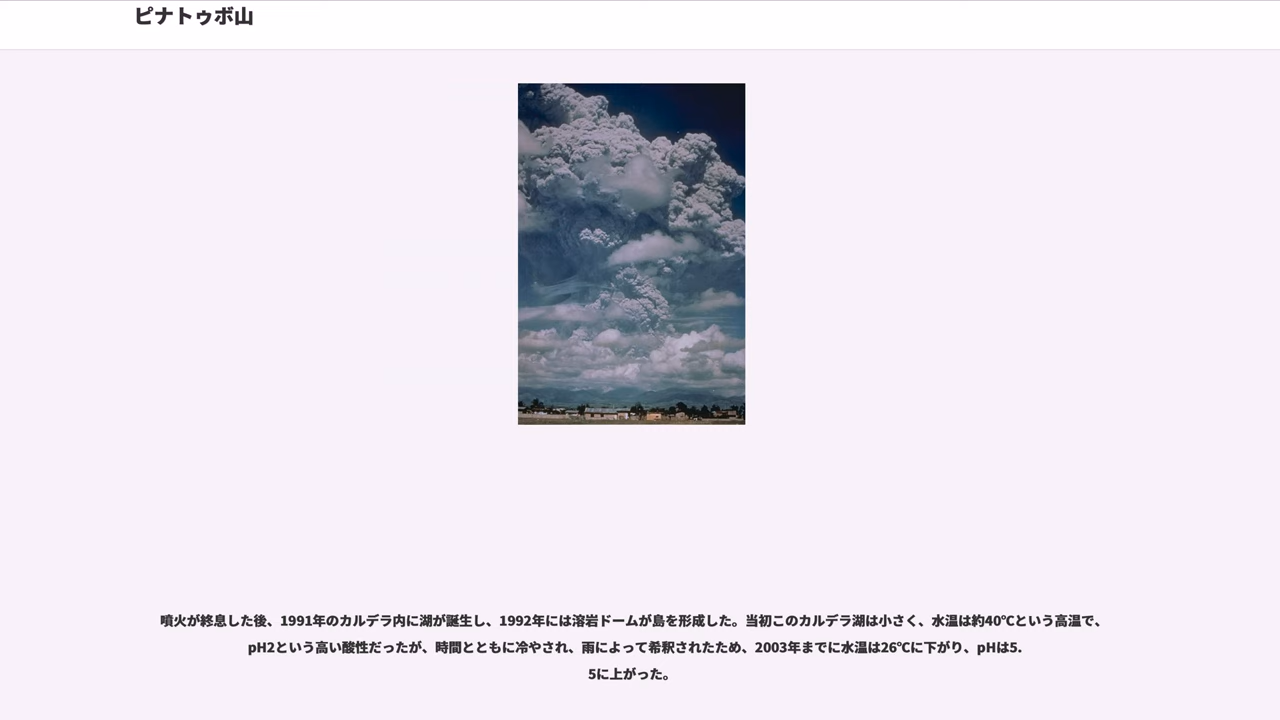 ピナトゥボ山
噴火が終息した後、1991年のカルデラ内に湖が誕生し、1992年には溶岩ドームが島を形成した。当初このカルデラ湖は小さく、水温は約40℃という高温で、
pH2という高い酸性だったが、時間とともに冷やされ、雨によって希釈されたため、2003年までに水温は26℃に下がり、pHは5.
5に上がった。